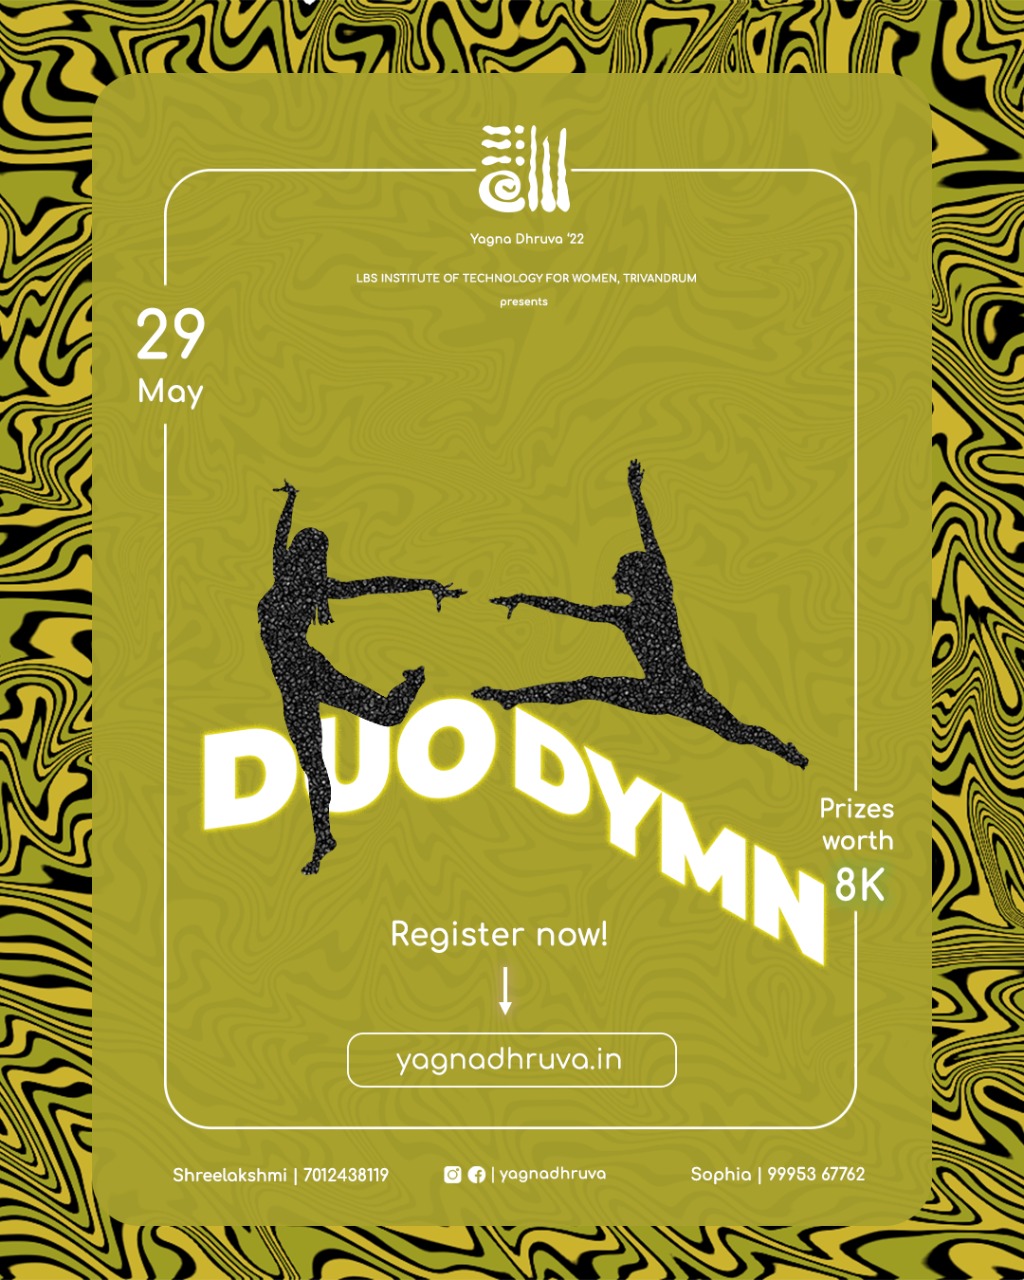 Yagna Dhruva ‘22
LBS INSTITUTE OF TECHNOLOGY FOR WOMEN, TRIVANDRUM
presents
29
May
DUO DYMN
Prizes
worth
8K
Register now!
yagnadhruva.in
Shreelakshmi | 7012438119
| yagnadhruva
Sophia | 99953 67762